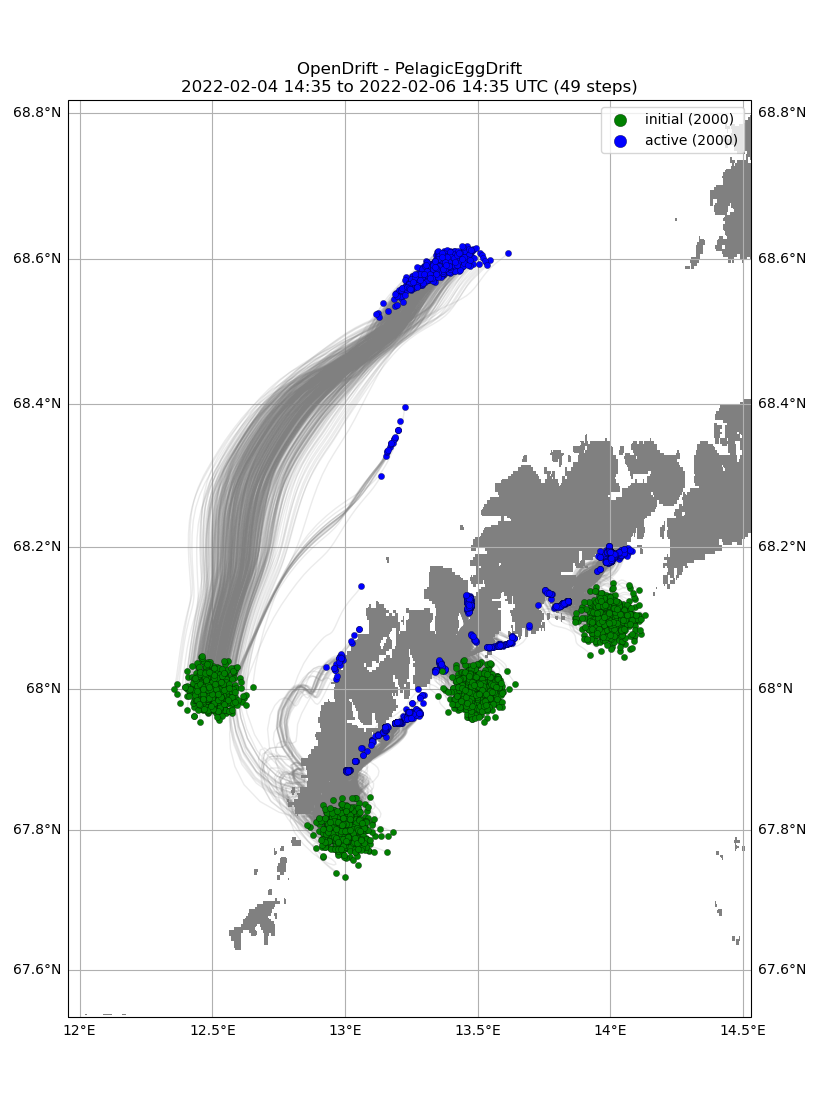 OpenDrift - PelagicEggDrift
2022-02-04 14:35 to 2022-02-06 14:35 UTC (49 steps)
initial (2000)
active (2000)
68.8°N 68.8°N
68.6°N 68.6°N
68.4°N 68.4°N
68.2°N 68.2°N
68°N 68°N
67.8°N 67.8°N
67.6°N 67.6°N
12°E 12.5°E 13°E 13.5°E 14°E 14.5°E